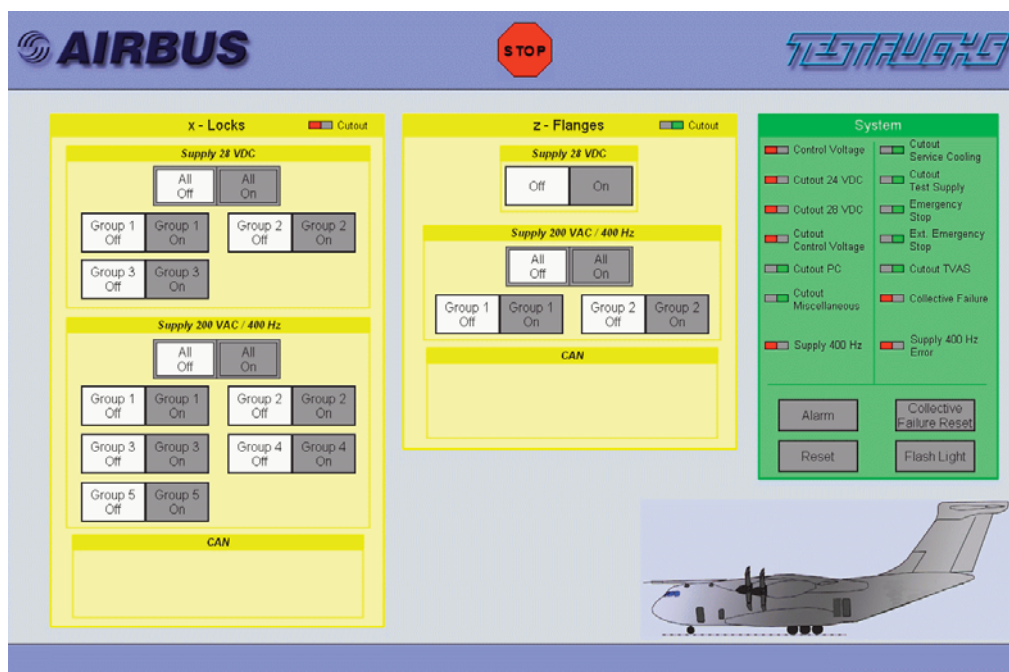 AIRBUS
STOP
TESTRUCHS
x - Locks
Cutout
Supply 28 VDC
All
Off
All
On
Group 1
Off
Group 1
On
Group 2
Off
Group 2
On
Group 3
Off
Group 3
On
Supply 200 VAC / 400 Hz
All
Off
All
On
Group 1
Off
Group 1
On
Group 2
Off
Group 2
On
Group 3
Off
Group 3
On
Group 4
Off
Group 4
On
Group 5
Off
Group 5
On
CAN
z - Flanges
Cutout
Supply 28 VDC
Off
On
Supply 200 VAC / 400 Hz
All
Off
All
On
Group 1
Off
Group 1
On
Group 2
Off
Group 2
On
CAN
System
Control Voltage
Cutout
Service Cooling
Cutout 24 VDC
Cutout
Test Supply
Cutout 28 VDC
Emergency
Stop
Cutout
Control Voltage
Ext. Emergency
Stop
Cutout PC
Cutout TVAS
Cutout
Miscellaneous
Collective Failure
Supply 400 Hz
Supply 400 Hz
Error
Alarm
Collective
Failure Reset
Reset
Flash Light